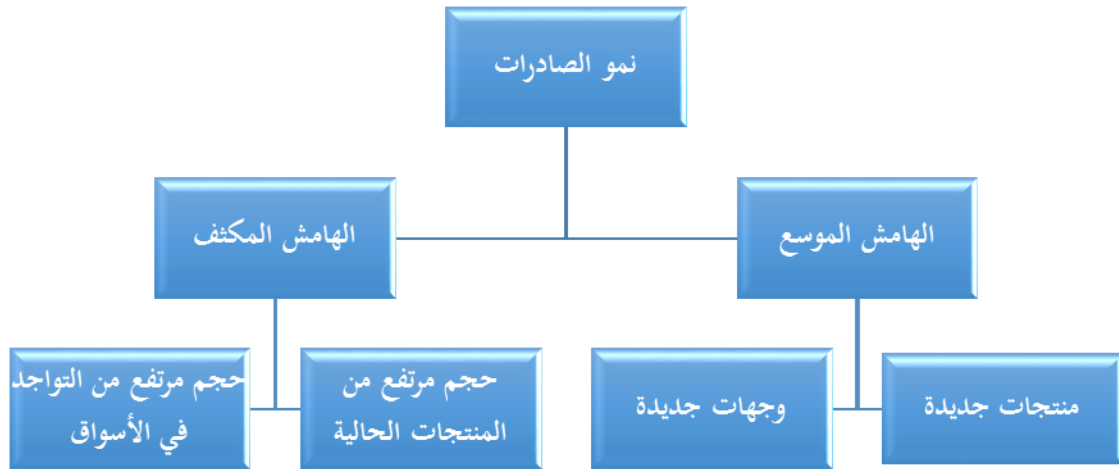 نمو الصادرات
الهامش الموسع
الهامش المكثف
منتجات جديدة
وجهات جديدة
حجم مرتفع من
المنتجات الحالية
حجم مرتفع من التواجد
في الأسواق